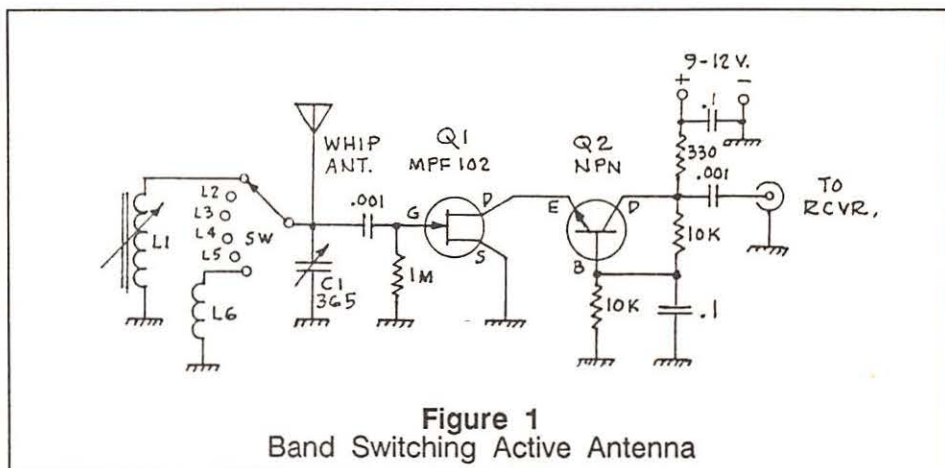 9-12 V.
+ −
.1
WHIP
ANT.
Q1
MPF 102
Q2
NPN
330
.001
TO
RCVR,
L2
L3
L4
L5
SW
L1
L6
C1
365
.001
G
D
S
1M
E
D
B
10K
10K
.1
Figure 1
Band Switching Active Antenna